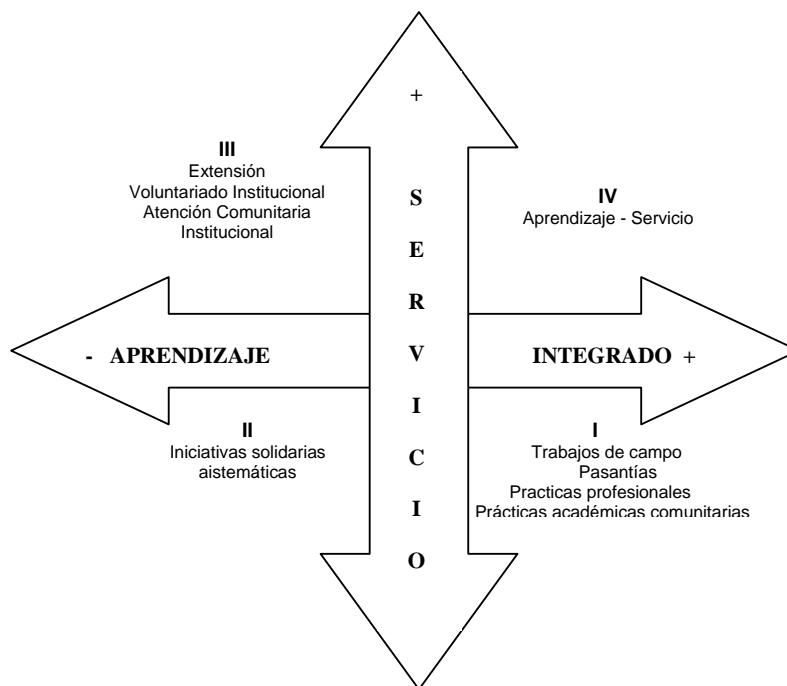 +
III
Extensión
Voluntariado Institucional
Atención Comunitaria
Institucional
IV
Aprendizaje - Servicio
S
E
R
V
I
C
I
O
- APRENDIZAJE
INTEGRADO +
II
Iniciativas solidarias
aistemáticas
I
Trabajos de campo
Pasantías
Practicas profesionales
Prácticas académicas comunitarias